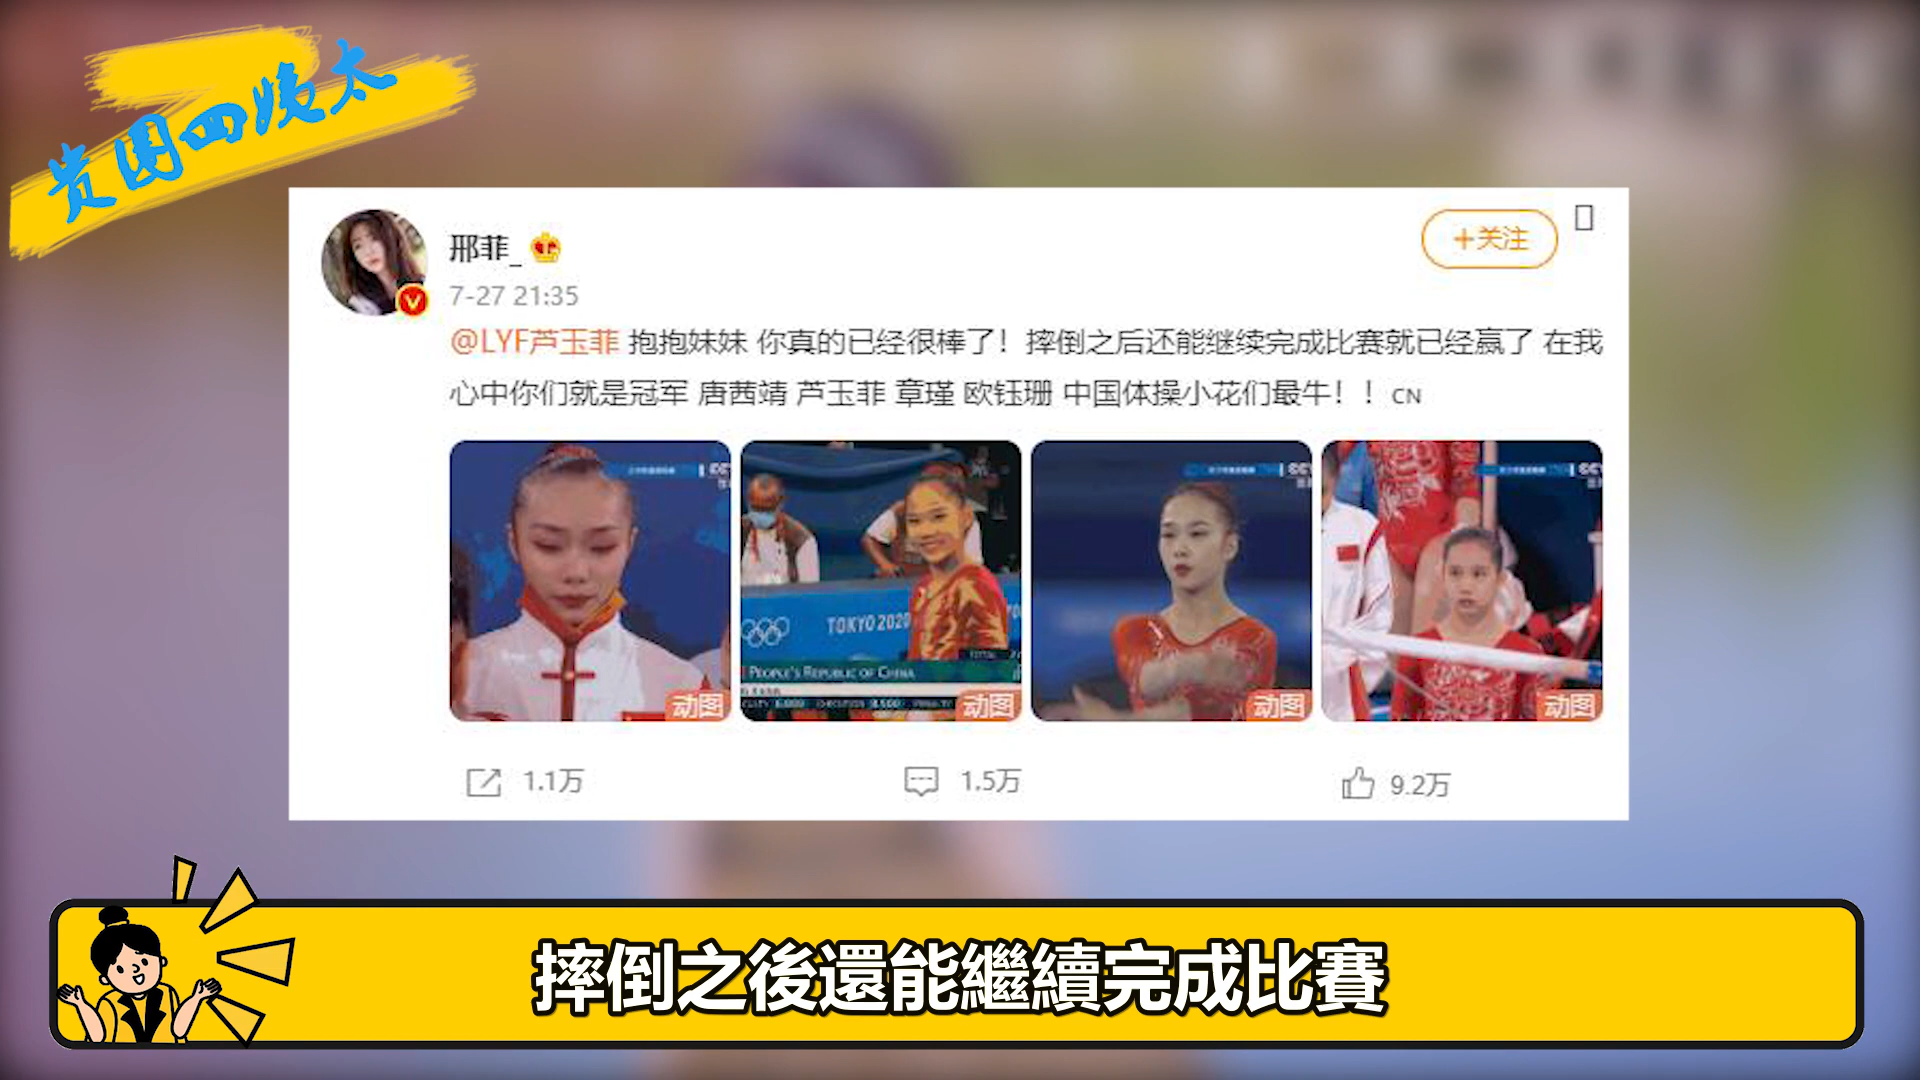 贵圈四姨太
邢菲_
+关注
7-27 21:35
@LYF芦玉菲 抱抱妹妹 你真的已经很棒了！摔倒之后还能继续完成比赛就已经赢了 在我
心中你们就是冠军 唐茜靖 芦玉菲 章瑾 欧钰珊 中国体操小花们最牛！！CN
TOKYO 2020
PEOPLE'S REPUBLIC OF CHINA
动图
动图
动图
动图
1.1万
1.5万
9.2万
摔倒之後還能繼續完成比賽